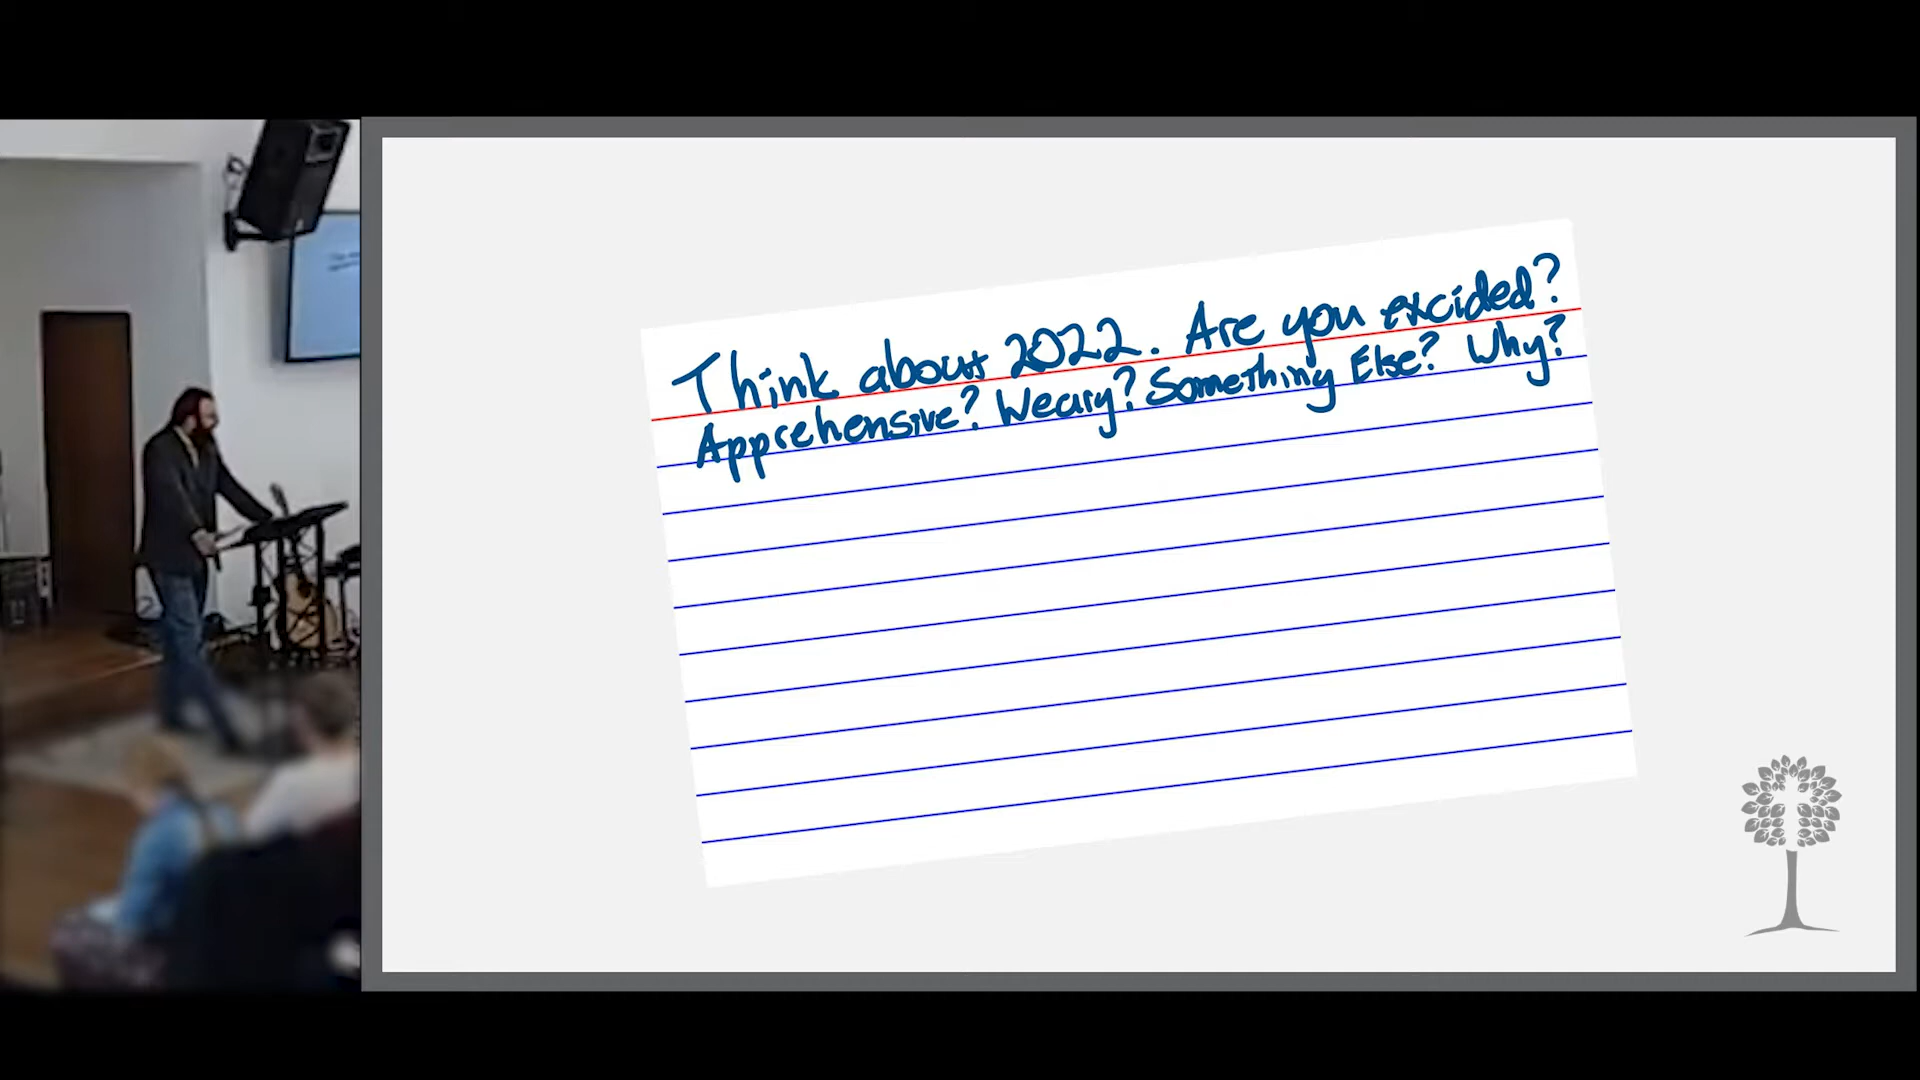 Think about 2022. Are you excided?
Apprehensive? Weary? Something Else? Why?